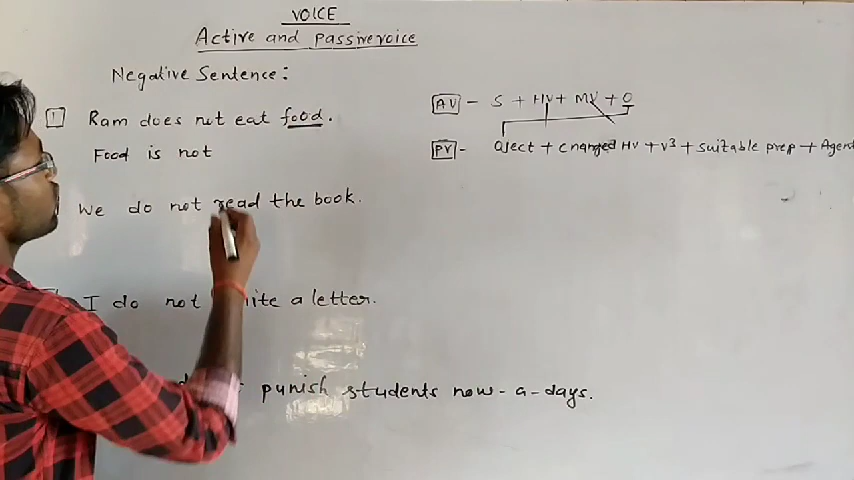 VOICE
Active and passive voice
Negative Sentence:
AV - S + HV + MV + O
1 Ram does not eat food.
PV - Oject + changed HV + V3 + suitable prep + Agent
Food is not
We do not read the book.
I do not write a letter.
punish students now-a-days.